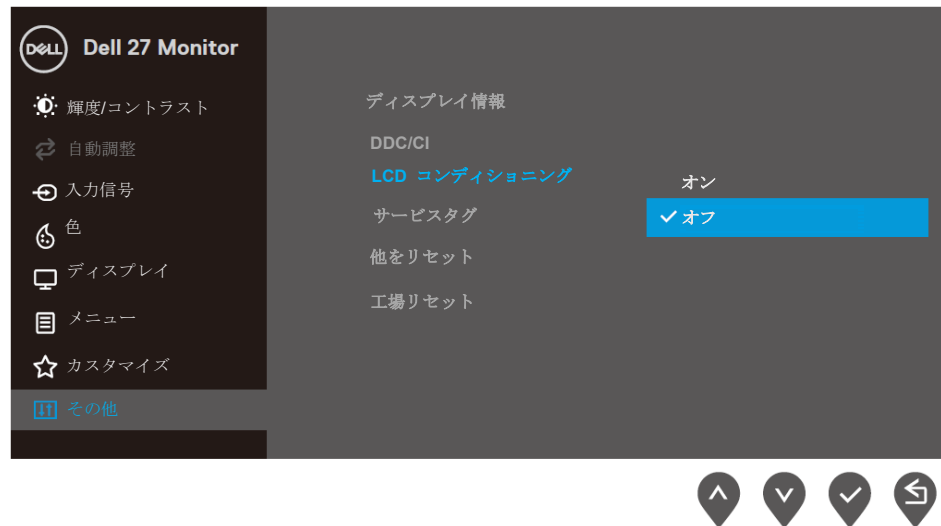 DELL Dell 27 Monitor
輝度/コントラスト
自動調整
入力信号
色
ディスプレイ
メニュー
カスタマイズ
その他
ディスプレイ情報
DDC/CI
LCD コンディショニング
サービスタグ
他をリセット
工場リセット
オン
オフ